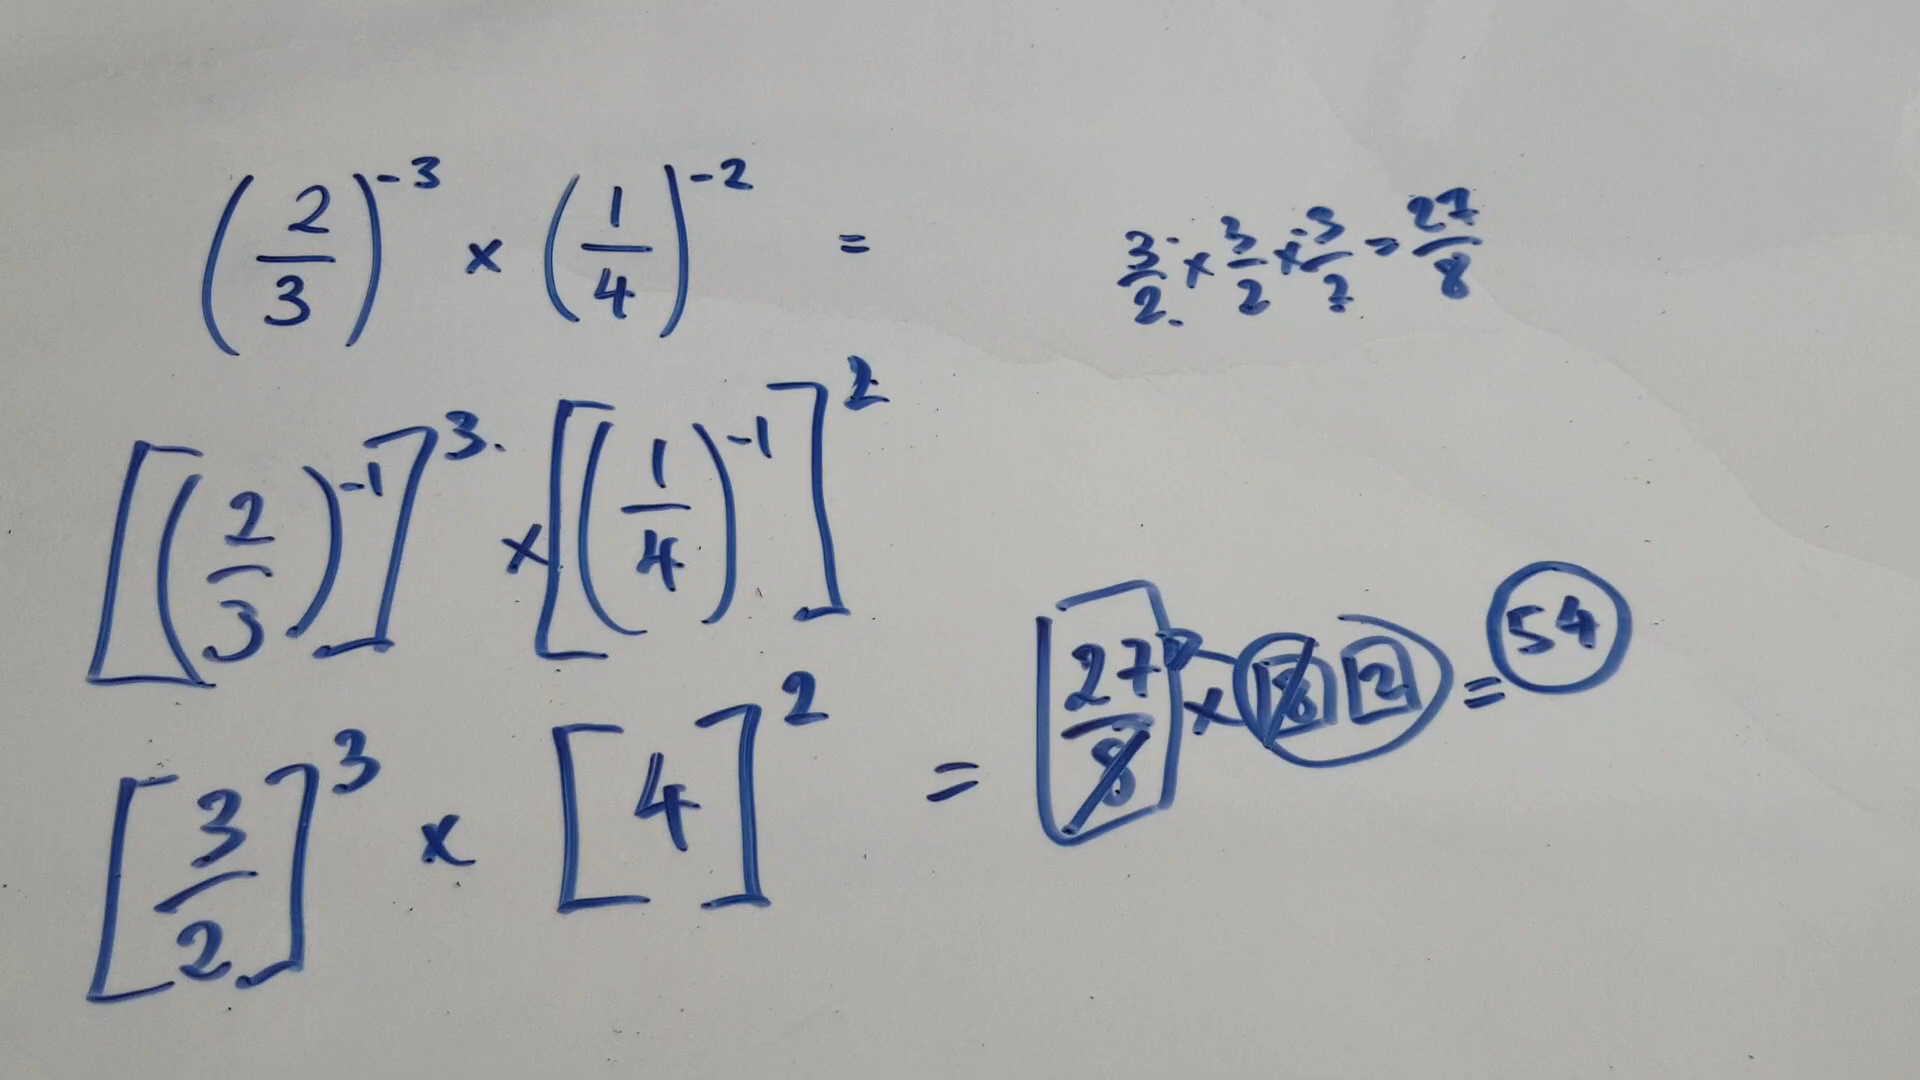 (2/3)^-3 × (1/4)^-2 =
3/2 × 3/2 × 3/2 = 27/8
[(2/3)^-1]^3 × [(1/4)^-1]^2
[3/2]^3 × [4]^2 = [27/8] × 16 2 = 54